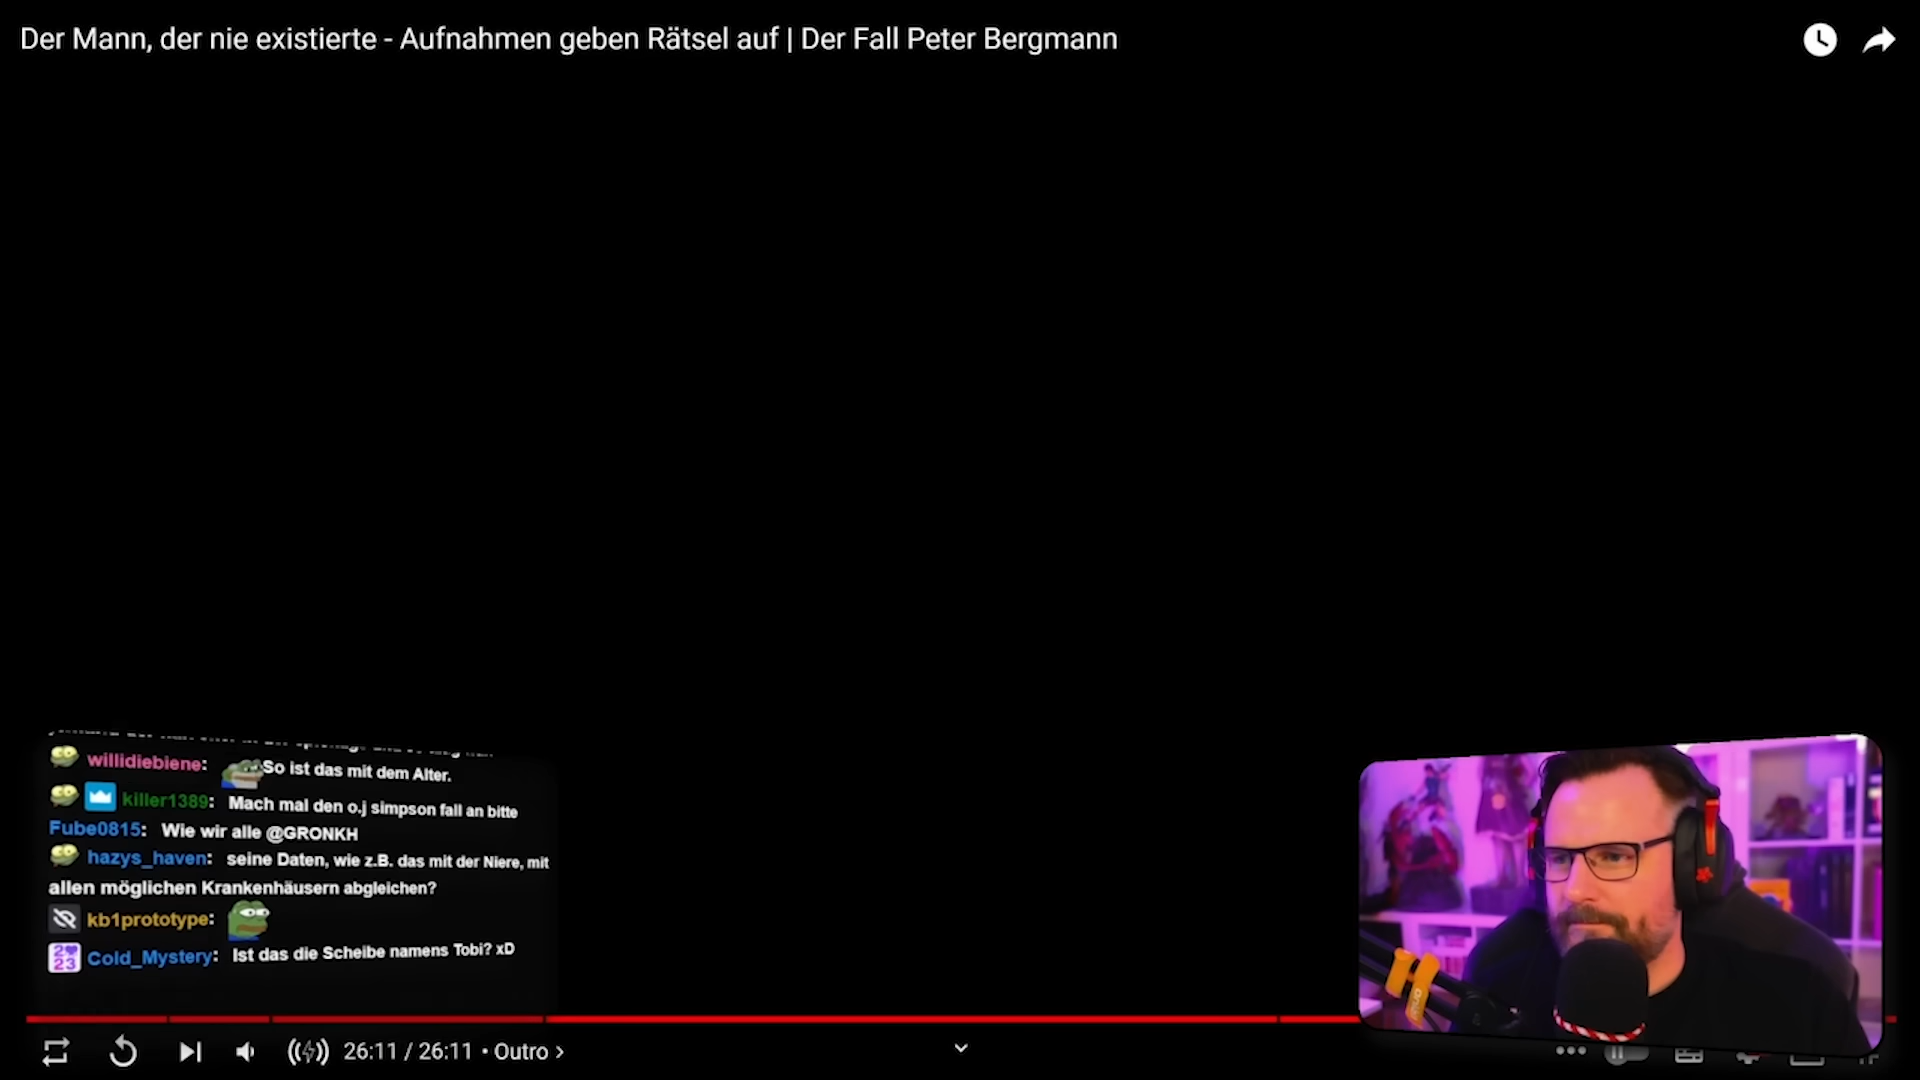 Der Mann, der nie existierte - Aufnahmen geben Rätsel auf | Der Fall Peter Bergmann
willidiebiene: So ist das mit dem Alter.
killer1389: Mach mal den o.j simpson fall an bitte
Fube0815: Wie wir alle @GRONKH
hazys_haven: seine Daten, wie z.B. das mit der Niere, mit
allen möglichen Krankenhäusern abgleichen?
kb1prototype:
Cold_Mystery: Ist das die Scheibe namens Tobi? xD
26:11 / 26:11 • Outro